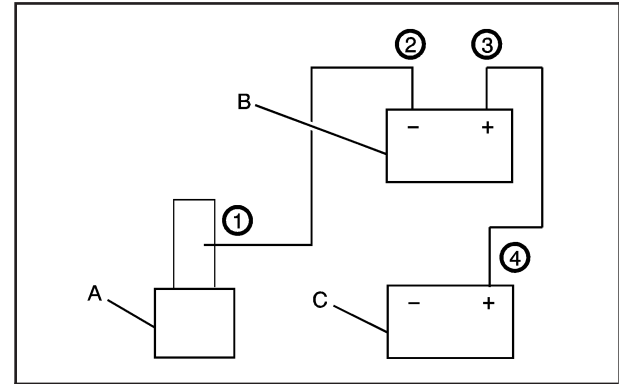 ② ③
B
− +
①
④
A
C
− +